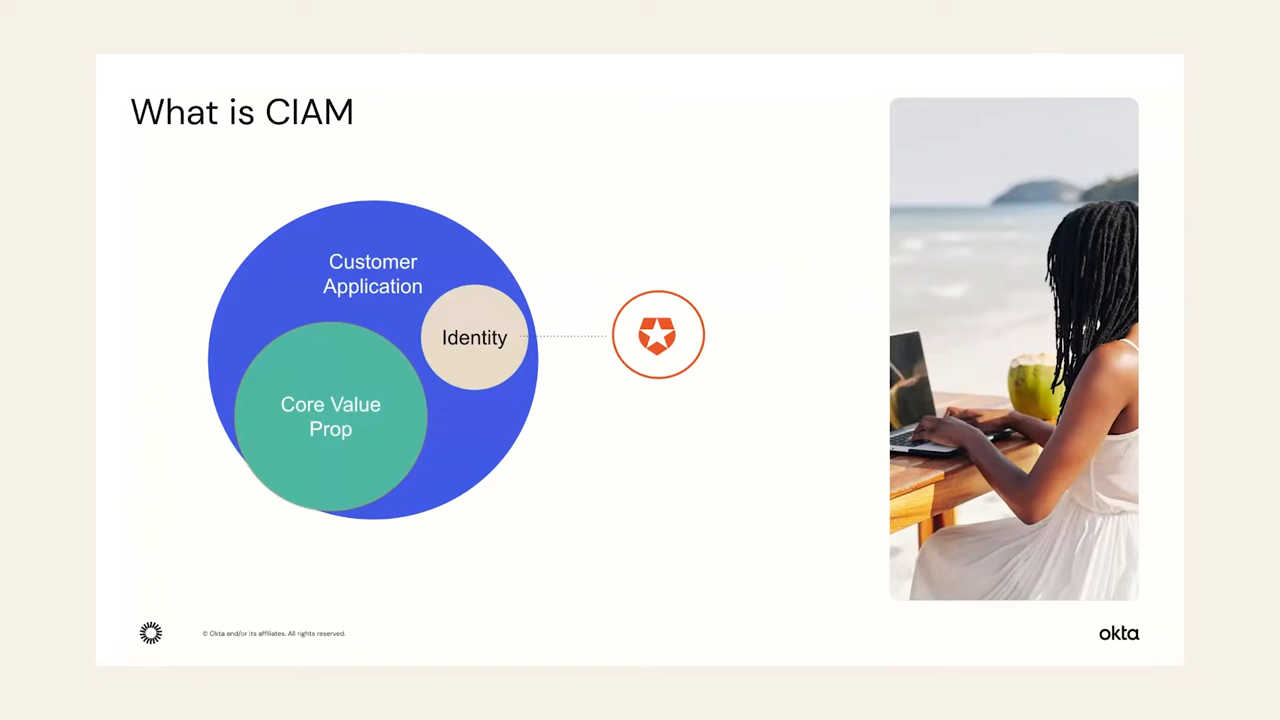 What is CIAM
Customer
Application
Identity
Core Value
Prop
© Okta and/or its affiliates. All rights reserved.
okta